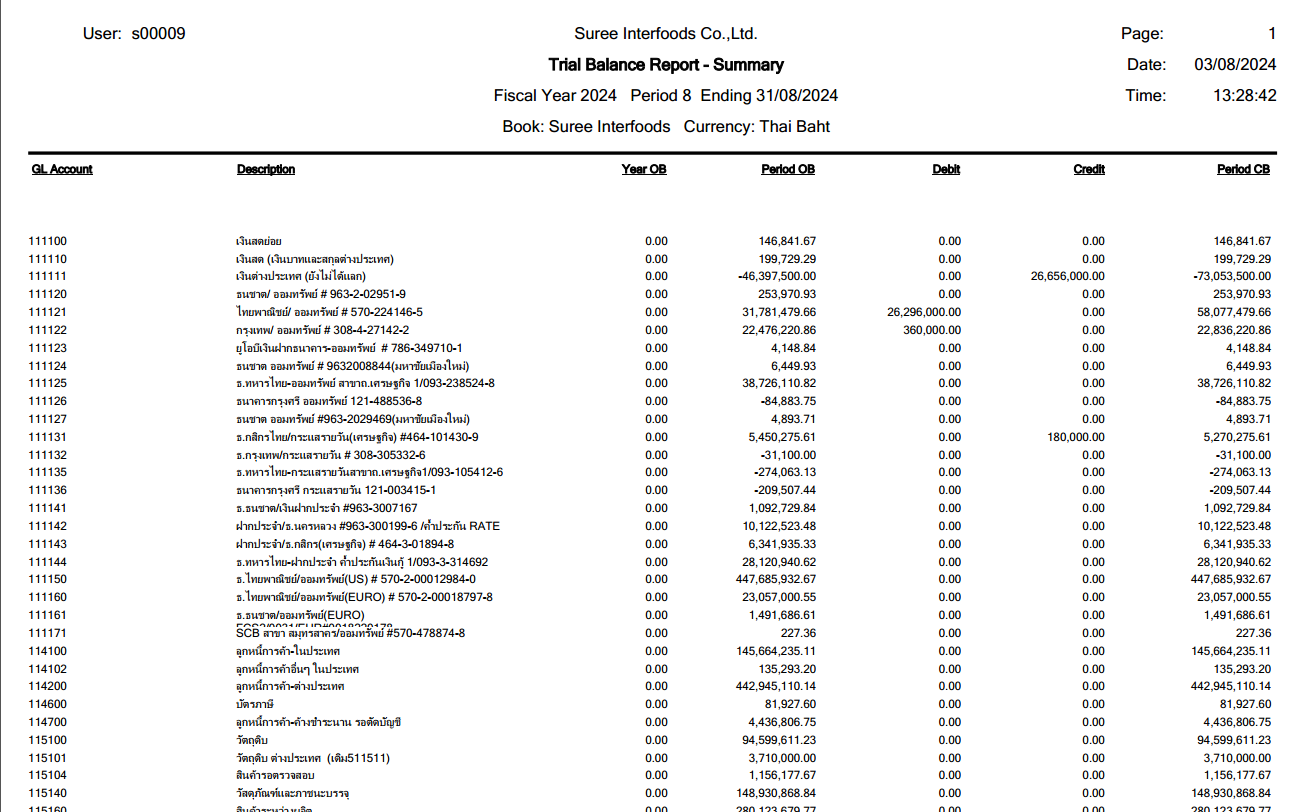 User: s00009 Suree Interfoods Co.,Ltd. Page: 1
Trial Balance Report - Summary Date: 03/08/2024
Fiscal Year 2024 Period 8 Ending 31/08/2024 Time: 13:28:42
Book: Suree Interfoods Currency: Thai Baht
GL Account Description Year OB Period OB Debit Credit Period CB
111100 เงินสดย่อย 0.00 146,841.67 0.00 0.00 146,841.67
111110 เงินสด (เงินบาทและสกุลต่างประเทศ) 0.00 199,729.29 0.00 0.00 199,729.29
111111 เงินต่างประเทศ (ยังไม่ได้แลก) 0.00 -46,397,500.00 0.00 26,656,000.00 -73,053,500.00
111120 ธนชาต/ ออมทรัพย์ # 963-2-02951-9 0.00 253,970.93 0.00 0.00 253,970.93
111121 ไทยพาณิชย์/ ออมทรัพย์ # 570-224146-5 0.00 31,781,479.66 26,296,000.00 0.00 58,077,479.66
111122 กรุงเทพ/ ออมทรัพย์ # 308-4-27142-2 0.00 22,476,220.86 360,000.00 0.00 22,836,220.86
111123 ยูโอบีเงินฝากธนาคาร-ออมทรัพย์ # 786-349710-1 0.00 4,148.84 0.00 0.00 4,148.84
111124 ธนชาต ออมทรัพย์ # 9632008844(มหาชัยเมืองใหม่) 0.00 6,449.93 0.00 0.00 6,449.93
111125 ธ.ทหารไทย-ออมทรัพย์ สาขาถ.เศรษฐกิจ 1/093-238524-8 0.00 38,726,110.82 0.00 0.00 38,726,110.82
111126 ธนาคารกรุงศรี ออมทรัพย์ 121-488536-8 0.00 -84,883.75 0.00 0.00 -84,883.75
111127 ธนชาต ออมทรัพย์ #963-2029469(มหาชัยเมืองใหม่) 0.00 4,893.71 0.00 0.00 4,893.71
111131 ธ.กสิกรไทย/กระแสรายวัน(เศรษฐกิจ) #464-101430-9 0.00 5,450,275.61 0.00 180,000.00 5,270,275.61
111132 ธ.กรุงเทพ/กระแสรายวัน # 308-305332-6 0.00 -31,100.00 0.00 0.00 -31,100.00
111135 ธ.ทหารไทย-กระแสรายวันสาขาถ.เศรษฐกิจ1/093-105412-6 0.00 -274,063.13 0.00 0.00 -274,063.13
111136 ธนาคารกรุงศรี กระแสรายวัน 121-003415-1 0.00 -209,507.44 0.00 0.00 -209,507.44
111141 ธ.ธนชาต/เงินฝากประจำ #963-3007167 0.00 1,092,729.84 0.00 0.00 1,092,729.84
111142 ฝากประจำ/ธ.นครหลวง #963-300199-6 /ค้ำประกัน RATE 0.00 10,122,523.48 0.00 0.00 10,122,523.48
111143 ฝากประจำ/ธ.กสิกร(เศรษฐกิจ) # 464-3-01894-8 0.00 6,341,935.33 0.00 0.00 6,341,935.33
111144 ธ.ทหารไทย-ฝากประจำ ค้ำประกันเงินกู้ 1/093-3-314692 0.00 28,120,940.62 0.00 0.00 28,120,940.62
111150 ธ.ไทยพาณิชย์/ออมทรัพย์(US) # 570-2-00012984-0 0.00 447,685,932.67 0.00 0.00 447,685,932.67
111160 ธ.ไทยพาณิชย์/ออมทรัพย์(EURO) # 570-2-00018797-8 0.00 23,057,000.55 0.00 0.00 23,057,000.55
111161 ธ.ธนชาต/ออมทรัพย์(EURO) 0.00 1,491,686.61 0.00 0.00 1,491,686.61
111171 SCB สาขา สมุทรสาคร/ออมทรัพย์ #570-478874-8 0.00 227.36 0.00 0.00 227.36
114100 ลูกหนี้การค้า-ในประเทศ 0.00 145,664,235.11 0.00 0.00 145,664,235.11
114102 ลูกหนี้การค้าอื่นๆ ในประเทศ 0.00 135,293.20 0.00 0.00 135,293.20
114200 ลูกหนี้การค้า-ต่างประเทศ 0.00 442,945,110.14 0.00 0.00 442,945,110.14
114600 บัตรภาษี 0.00 81,927.60 0.00 0.00 81,927.60
114700 ลูกหนี้การค้า-ค้างชำระนาน รอตัดบัญชี 0.00 4,436,806.75 0.00 0.00 4,436,806.75
115100 วัตถุดิบ 0.00 94,599,611.23 0.00 0.00 94,599,611.23
115101 วัตถุดิบ ต่างประเทศ (เดิม511511) 0.00 3,710,000.00 0.00 0.00 3,710,000.00
115104 สินค้ารอตรวจสอบ 0.00 1,156,177.67 0.00 0.00 1,156,177.67
115140 วัสดุภัณฑ์และภาชนะบรรจุ 0.00 148,930,868.84 0.00 0.00 148,930,868.84
115160 สินค้าระหว่างผลิต 0.00 280,123,679.77 0.00 0.00 280,123,679.77